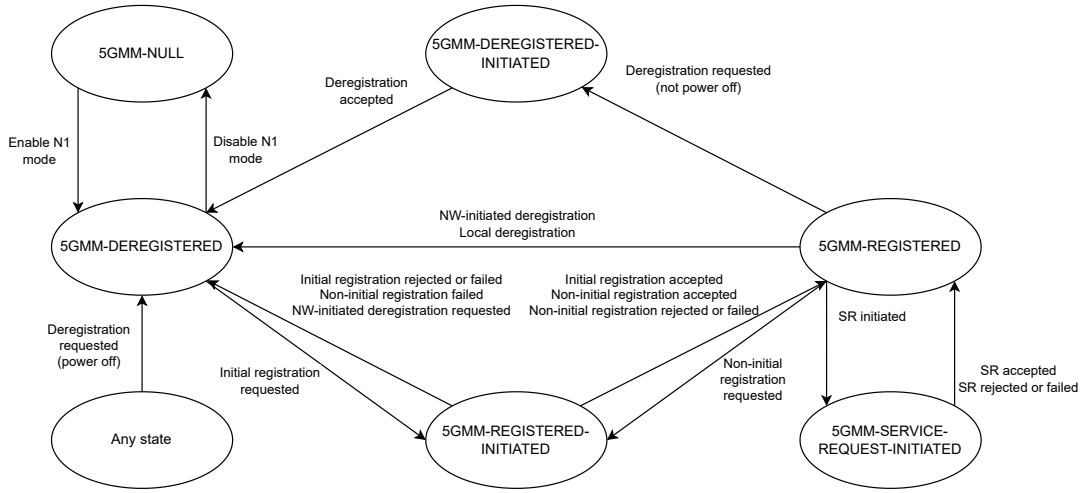 5GMM-NULL
5GMM-DEREGISTERED-
INITIATED
Deregistration requested
(not power off)
Deregistration
accepted
Enable N1
mode
Disable N1
mode
NW-initiated deregistration
Local deregistration
5GMM-DEREGISTERED
5GMM-REGISTERED
Initial registration rejected or failed
Non-initial registration failed
NW-initiated deregistration requested
Initial registration accepted
Non-initial registration accepted
Non-initial registration rejected or failed
SR initiated
Deregistration
requested
(power off)
Initial registration
requested
Non-initial
registration
requested
SR accepted
SR rejected or failed
Any state
5GMM-REGISTERED-
INITIATED
5GMM-SERVICE-
REQUEST-INITIATED